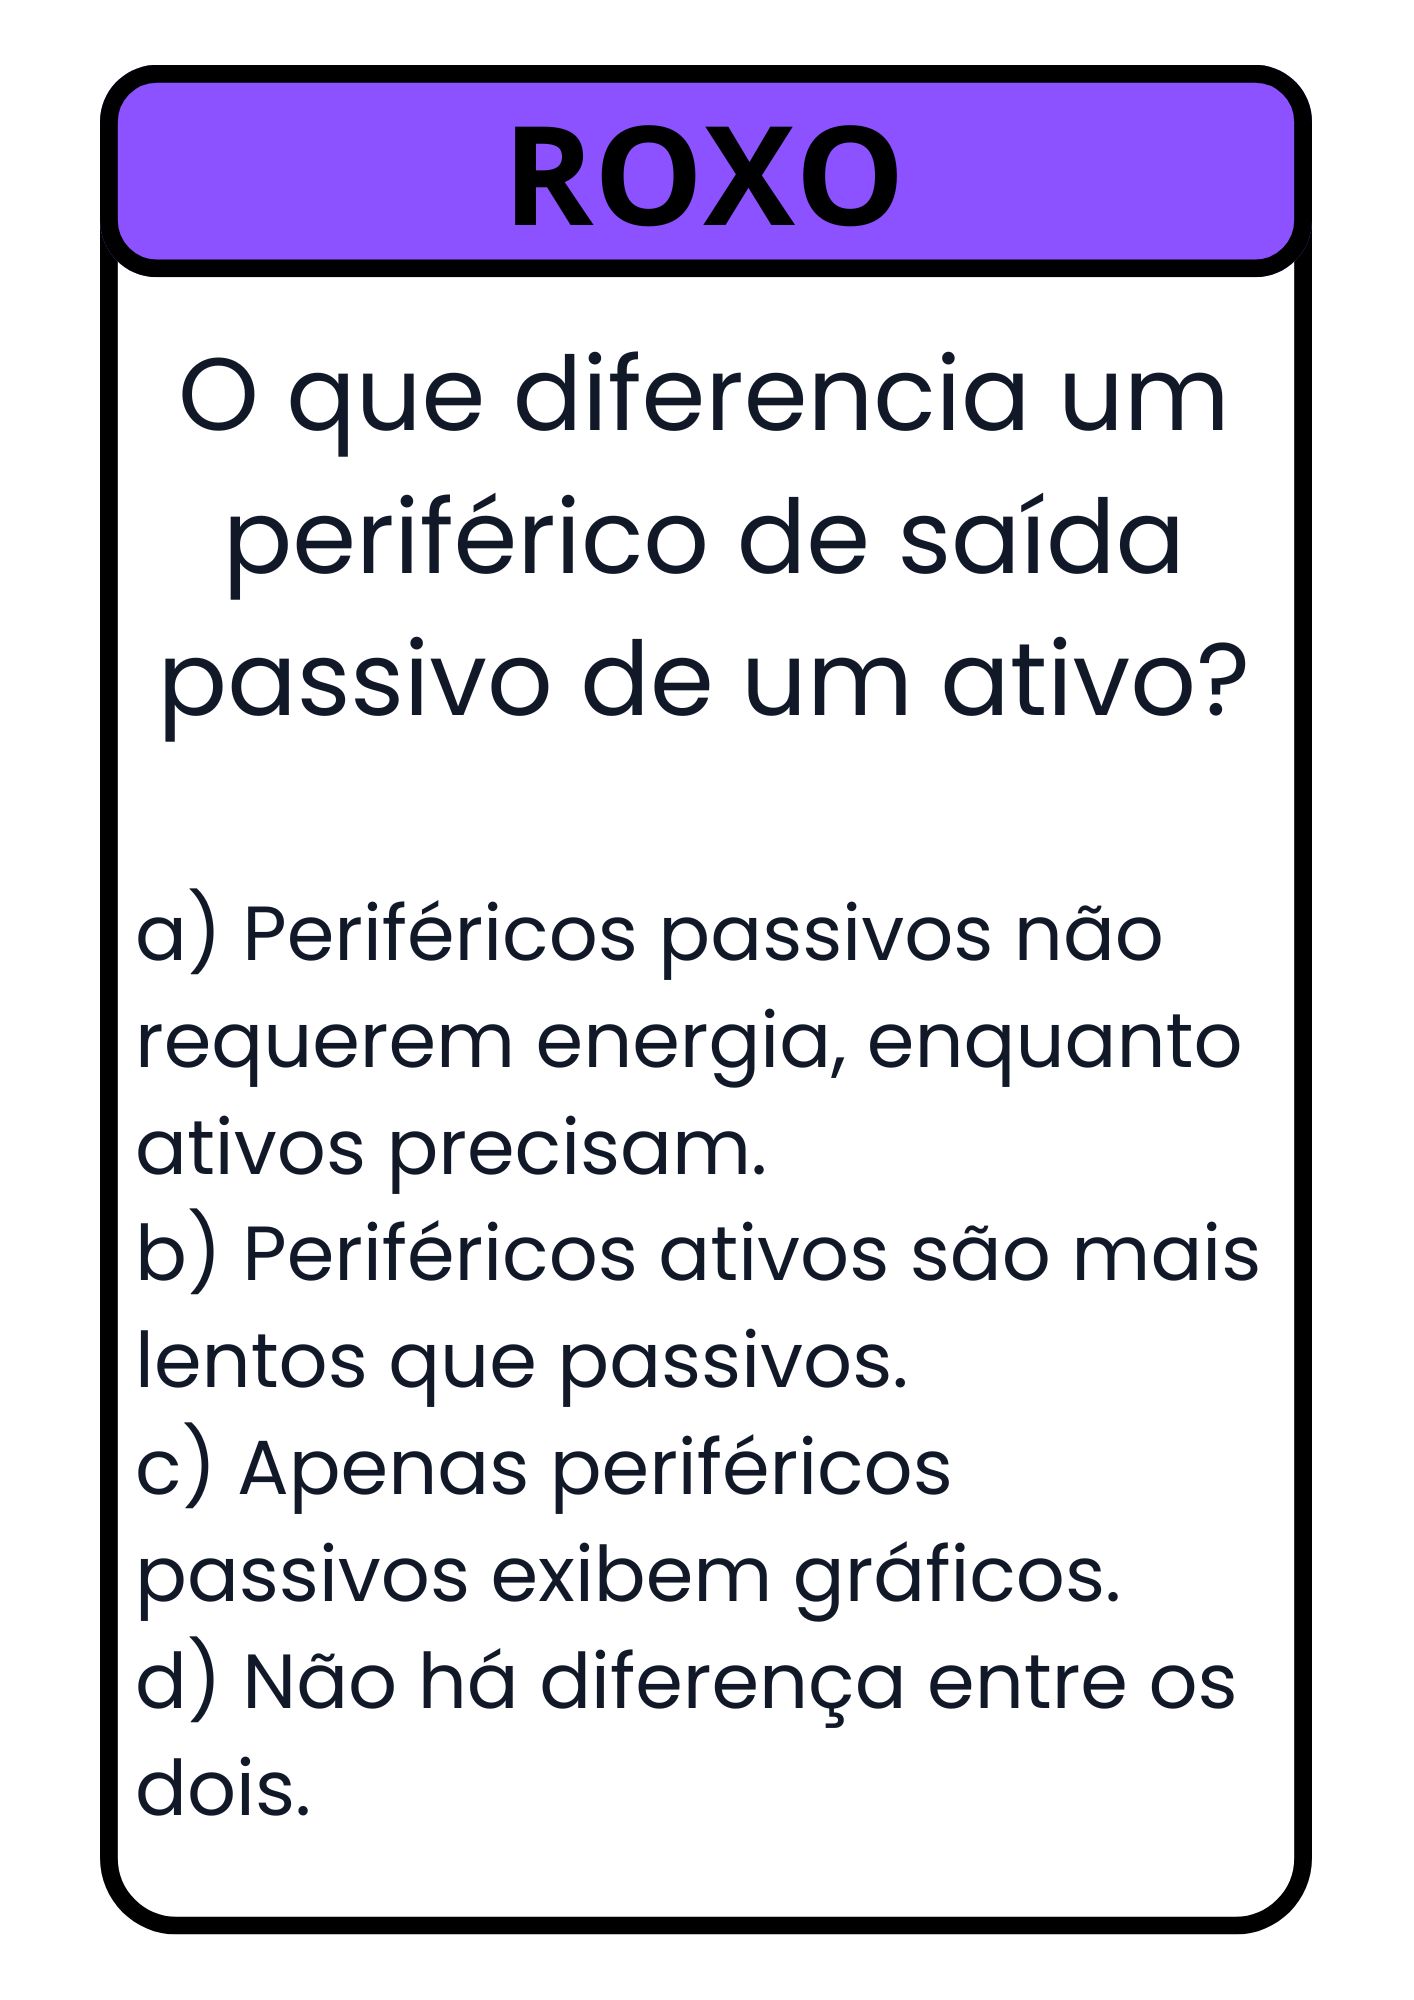 ROXO
O que diferencia um
periférico de saída
passivo de um ativo?
a) Periféricos passivos não
requerem energia, enquanto
ativos precisam.
b) Periféricos ativos são mais
lentos que passivos.
c) Apenas periféricos
passivos exibem gráficos.
d) Não há diferença entre os
dois.